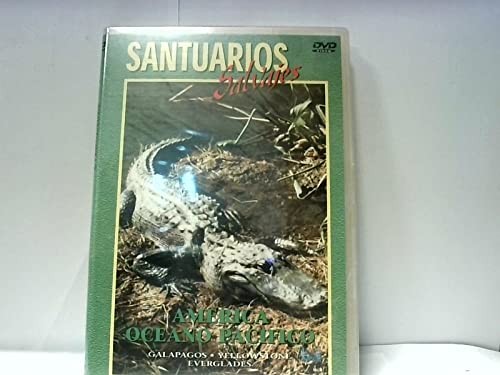 SANTUARIOS
Salvajes
DVD
AMERICA
OCEANO PACIFICO
GALAPAGOS • YELLOWSTONE
EVERGLADES